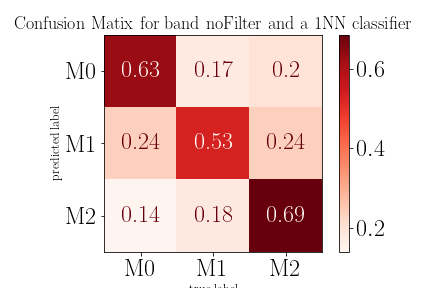 Confusion Matix for band noFilter and a 1NN classifier
M0 0.63 0.17 0.2
M1 0.24 0.53 0.24
M2 0.14 0.18 0.69
M0 M1 M2
predicted label
true label
0.6
0.4
0.2